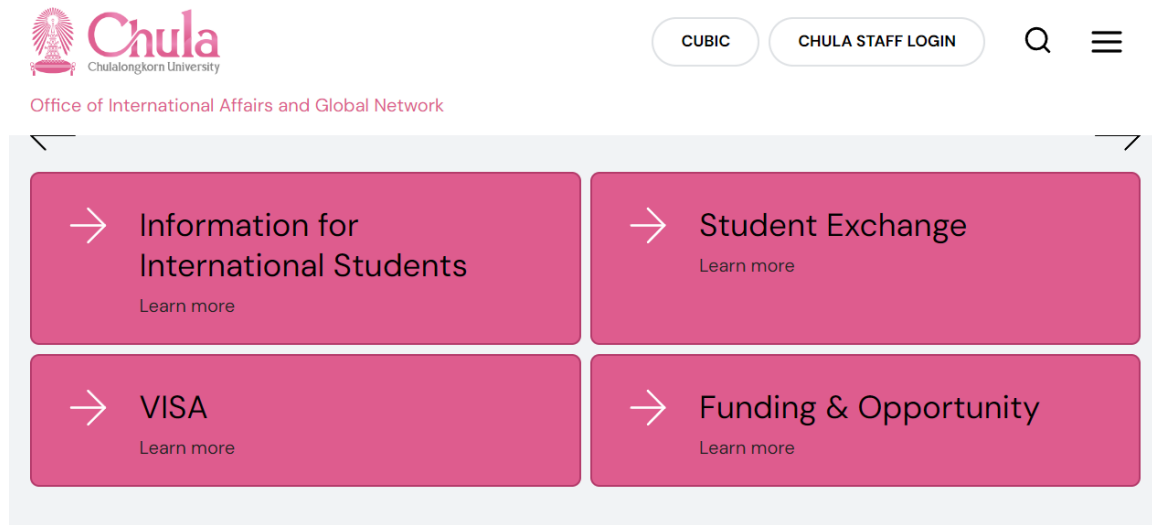 Chula
Chulalongkorn University
CUBIC
CHULA STAFF LOGIN
Office of International Affairs and Global Network
Information for
International Students
Learn more
Student Exchange
Learn more
VISA
Learn more
Funding & Opportunity
Learn more